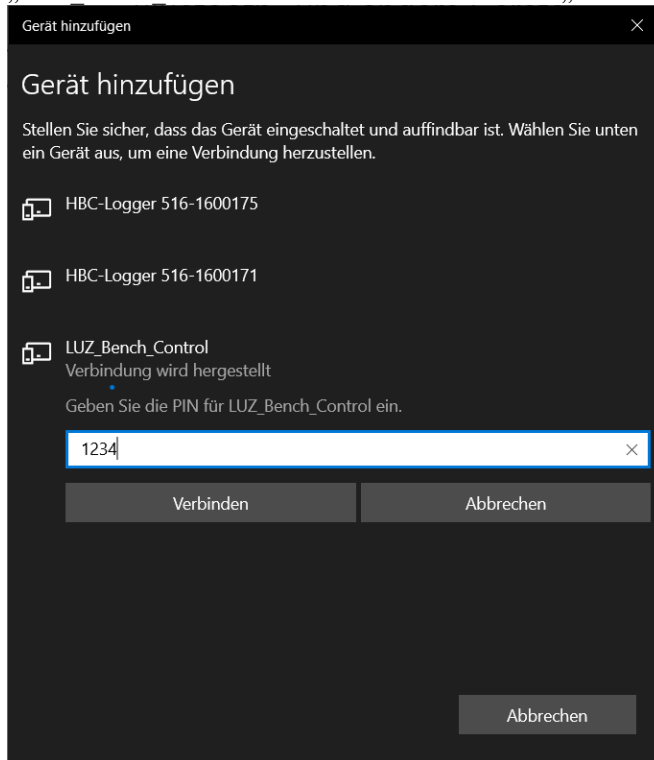 Gerät hinzufügen
Gerät hinzufügen
Stellen Sie sicher, dass das Gerät eingeschaltet und auffindbar ist. Wählen Sie unten
ein Gerät aus, um eine Verbindung herzustellen.
HBC-Logger 516-1600175
HBC-Logger 516-1600171
LUZ_Bench_Control
Verbindung wird hergestellt
Geben Sie die PIN für LUZ_Bench_Control ein.
1234
Verbinden
Abbrechen
Abbrechen